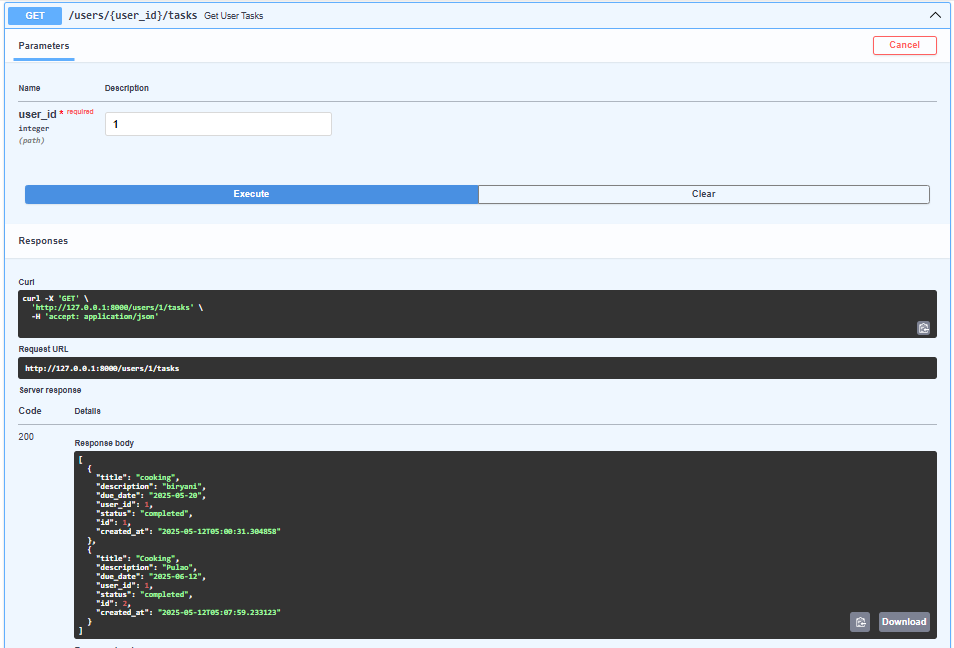 GET /users/{user_id}/tasks Get User Tasks
Parameters
Cancel
Name Description
user_id * required
integer
(path)
1
Execute Clear
Responses
Curl
curl -X 'GET' \
'http://127.0.0.1:8000/users/1/tasks' \
-H 'accept: application/json'
Request URL
http://127.0.0.1:8000/users/1/tasks
Server response
Code Details
200
Response body
[
{
"title": "cooking",
"description": "biryani",
"due_date": "2025-05-20",
"user_id": 1,
"status": "completed",
"id": 1,
"created_at": "2025-05-12T05:00:31.304858"
},
{
"title": "Cooking",
"description": "Pulao",
"due_date": "2025-06-12",
"user_id": 1,
"status": "completed",
"id": 2,
"created_at": "2025-05-12T05:07:59.233123"
}
]
Download